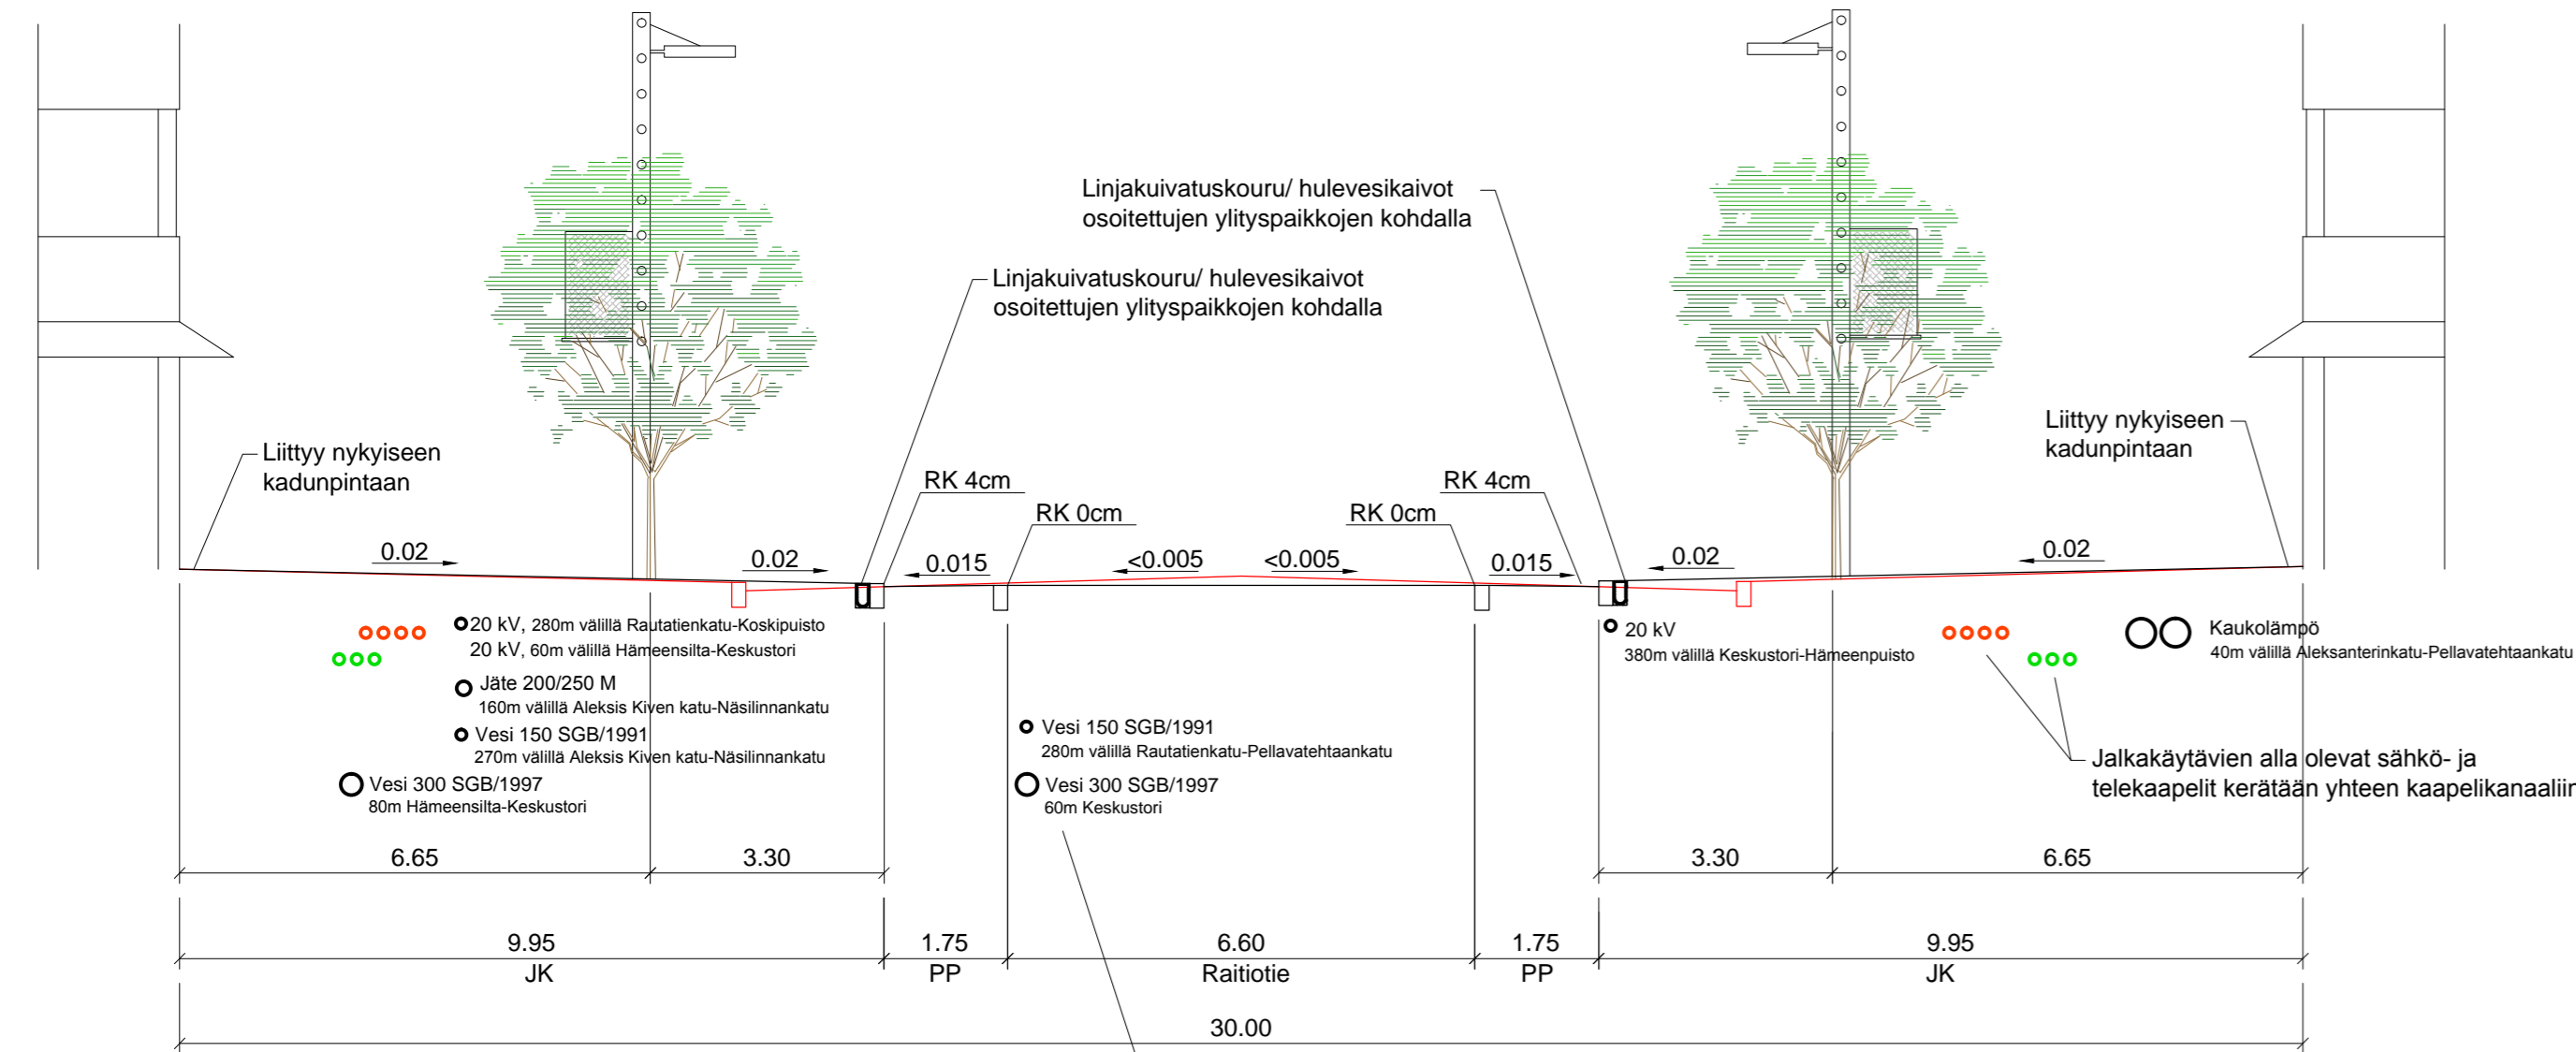 Linjakuivatuskouru/ hulevesikaivot
osoitettujen ylityspaikkojen kohdalla
Linjakuivatuskouru/ hulevesikaivot
osoitettujen ylityspaikkojen kohdalla
Liittyy nykyiseen
kadunpintaan
Liittyy nykyiseen
kadunpintaan
RK 4cm
RK 4cm
RK 0cm
RK 0cm
0.02
0.02
0.015
<0.005
<0.005
0.015
0.02
0.02
20 kV, 280m välillä Rautatienkatu-Koskipuisto
20 kV, 60m välillä Hämeensilta-Keskustori
Jäte 200/250 M
160m välillä Aleksis Kiven katu-Näsilinnankatu
Vesi 150 SGB/1991
270m välillä Aleksis Kiven katu-Näsilinnankatu
Vesi 300 SGB/1997
80m Hämeensilta-Keskustori
Vesi 150 SGB/1991
280m välillä Rautatienkatu-Pellavatehtaankatu
Vesi 300 SGB/1997
60m Keskustori
20 kV
380m välillä Keskustori-Hämeenpuisto
Kaukolämpö
40m välillä Aleksanterinkatu-Pellavatehtaankatu
Jalkakäytävien alla olevat sähkö- ja
telekaapelit kerätään yhteen kaapelikanaaliin
6.65
3.30
3.30
6.65
9.95
1.75
6.60
1.75
9.95
JK
PP
Raitiotie
PP
JK
30.00